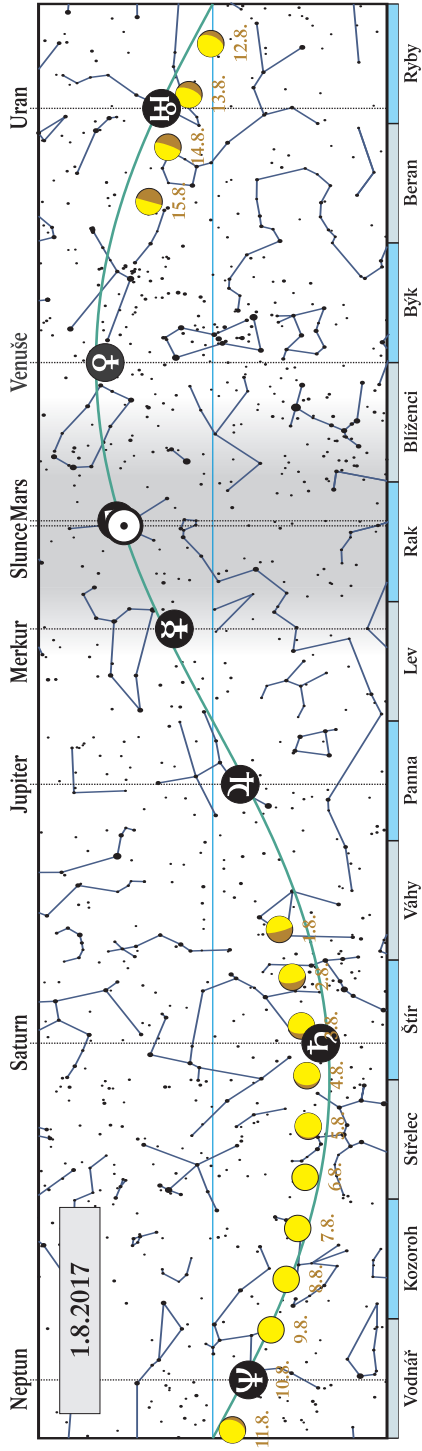 Neptun
Saturn
Jupiter
Merkur
Slunce
Mars
Venuše
Uran
1.8.2017
11.8.
10.8.
9.8.
8.8.
7.8.
6.8.
5.8.
4.8.
3.8.
2.8.
1.8.
15.8.
14.8.
13.8.
12.8.
Vodnář
Kozoroh
Střelec
Štír
Váhy
Panna
Lev
Rak
Blíženci
Býk
Beran
Ryby